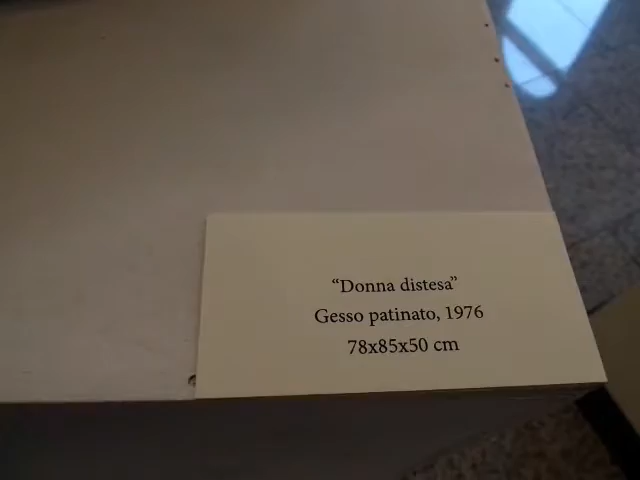 “Donna distesa”
Gesso patinato, 1976
78x85x50 cm